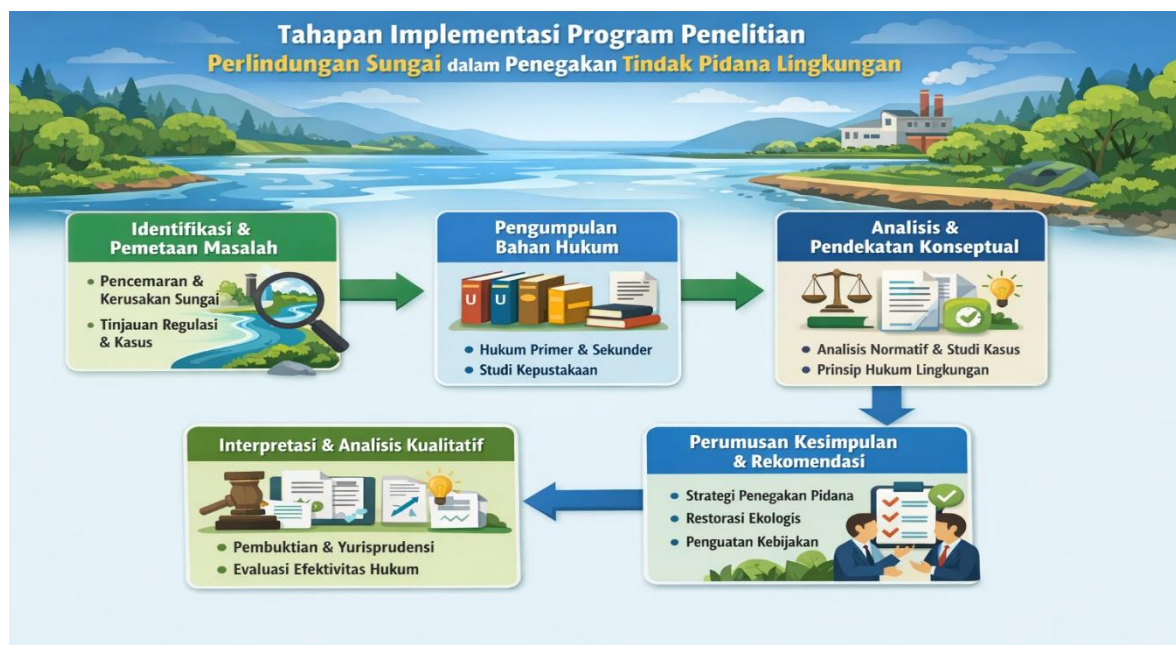 Tahapan Implementasi Program Penelitian
Perlindungan Sungai dalam Penegakan Tindak Pidana Lingkungan
Identifikasi &
Pemetaan Masalah
• Pencemaran &
Kerusakan Sungai
• Tinjauan Regulasi
& Kasus
Pengumpulan
Bahan Hukum
U U
• Hukum Primer & Sekunder
• Studi Kepustakaan
Analisis &
Pendekatan Konseptual
• Analisis Normatif & Studi Kasus
• Prinsip Hukum Lingkungan
Perumusan Kesimpulan
& Rekomendasi
• Strategi Penegakan Pidana
• Restorasi Ekologis
• Penguatan Kebijakan
Interpretasi & Analisis Kualitatif
• Pembuktian & Yurisprudensi
• Evaluasi Efektivitas Hukum